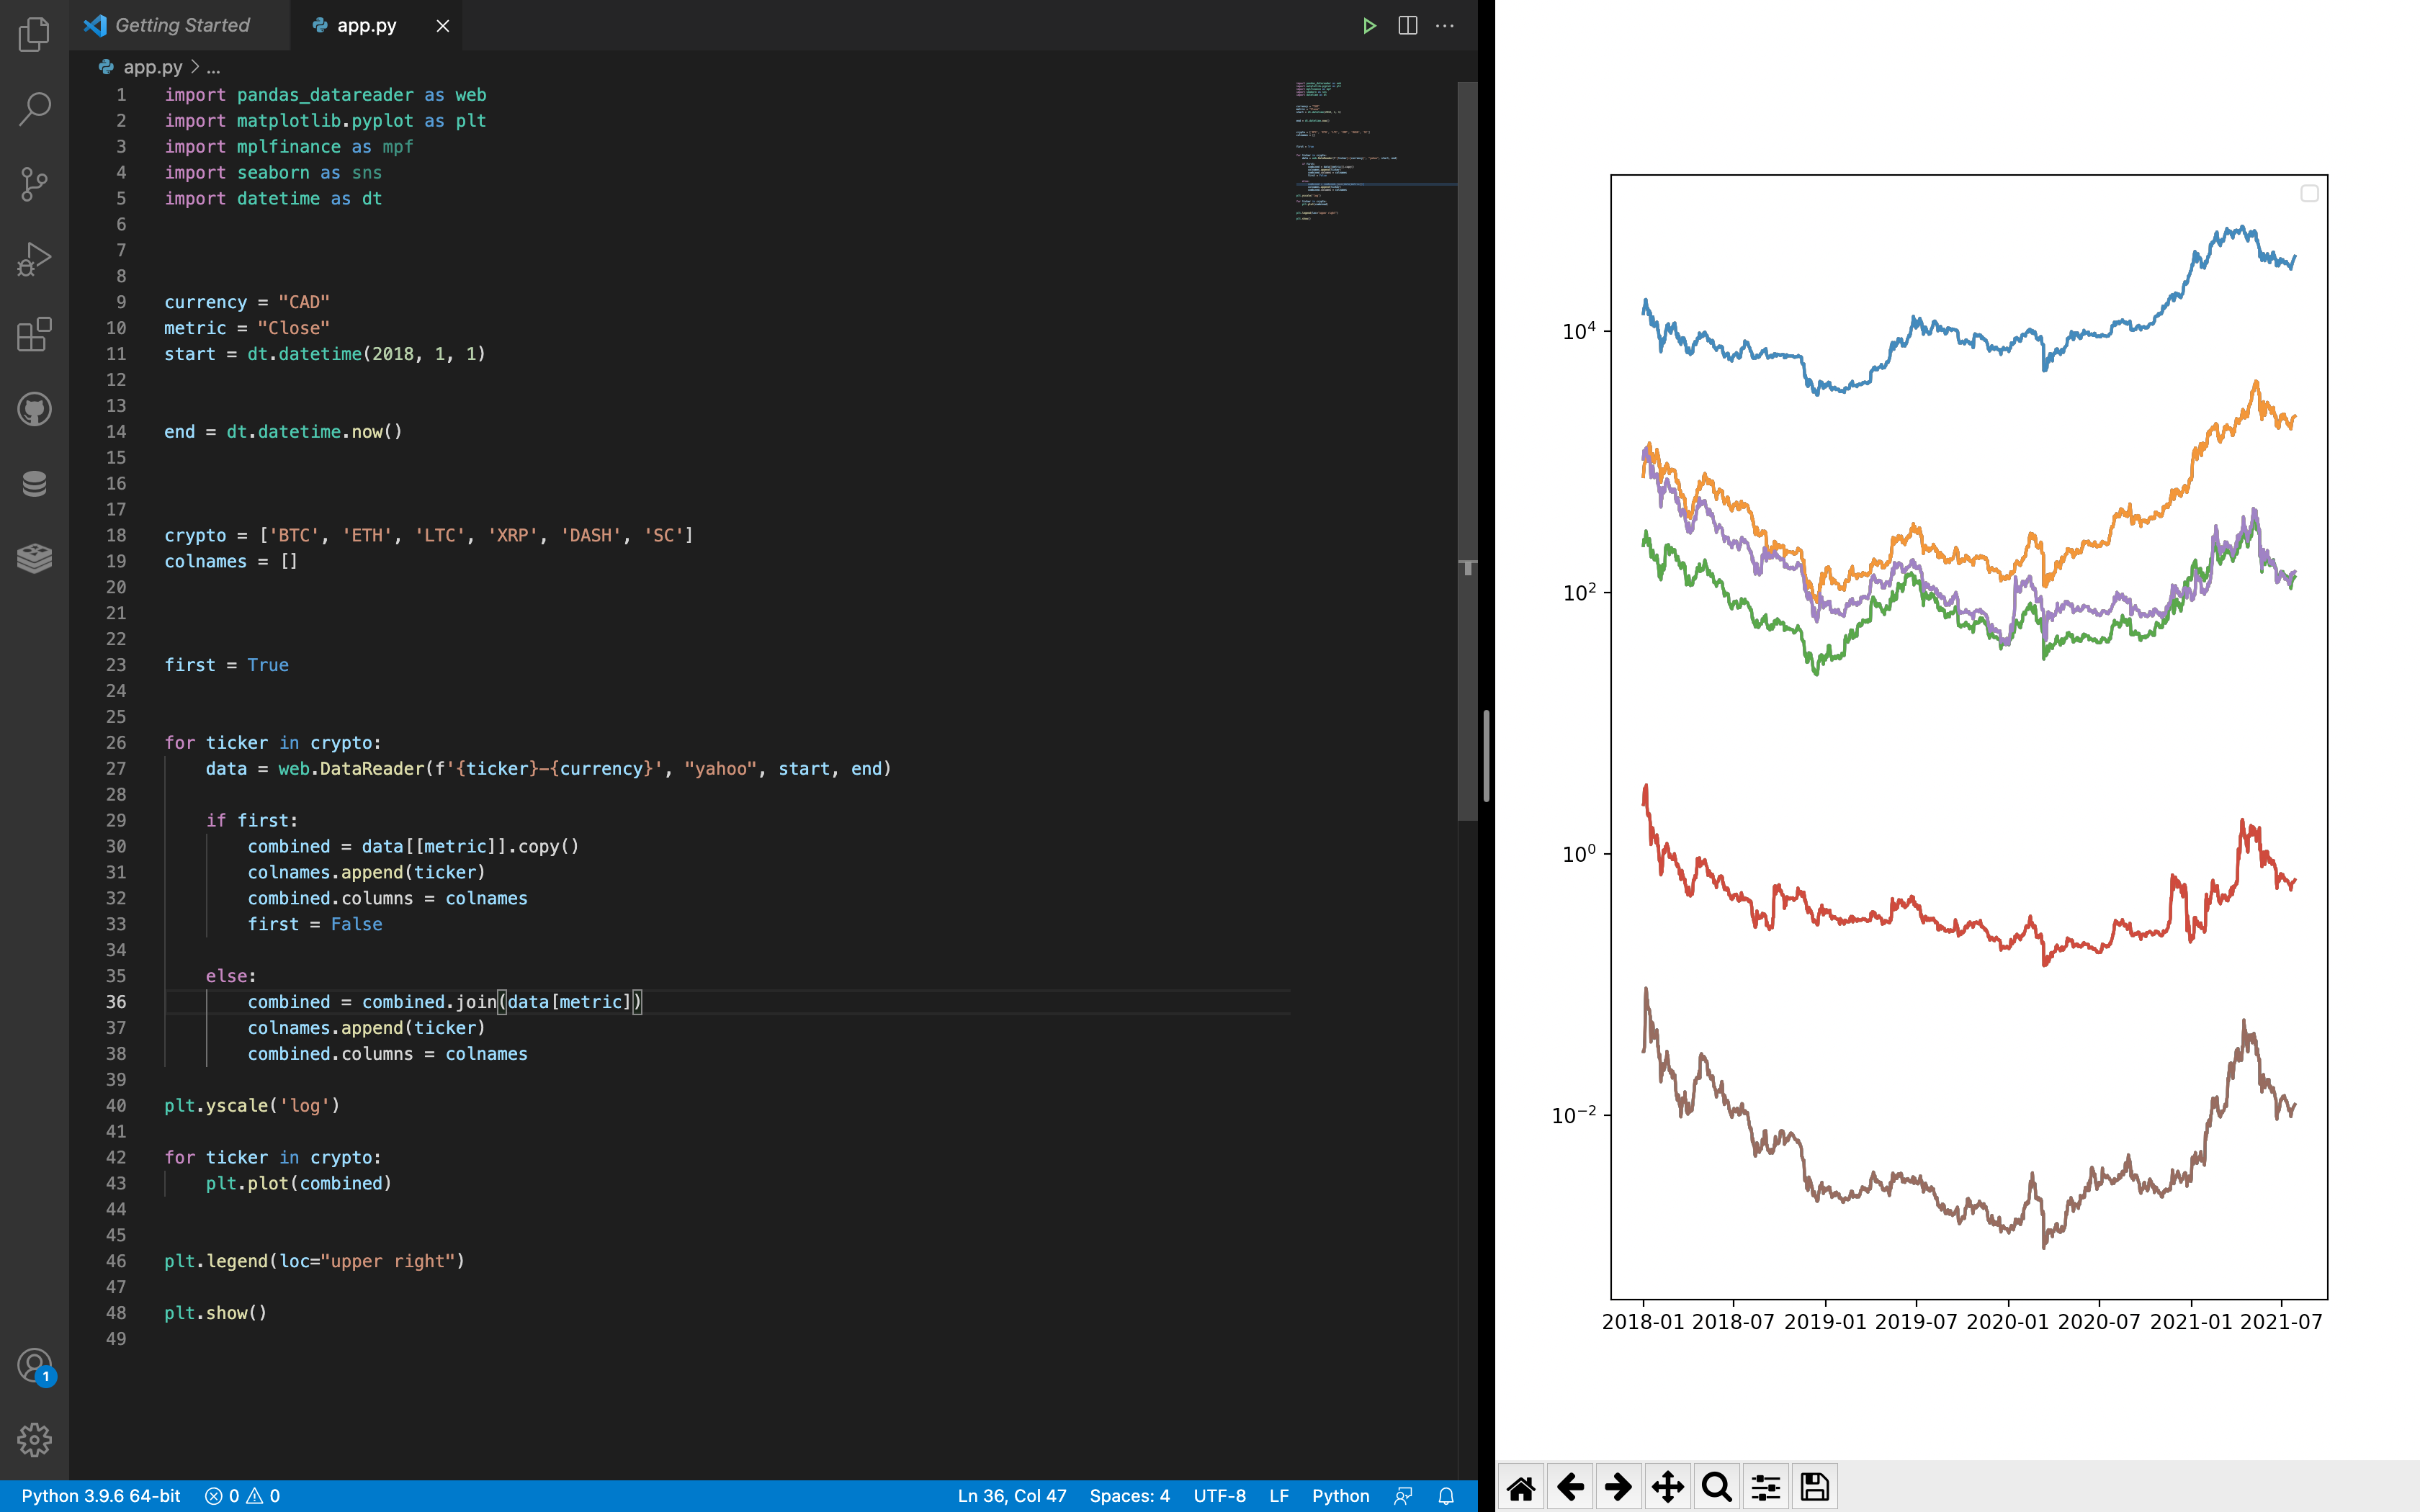 Getting Started
app.py
app.py > ...
1 import pandas_datareader as web
2 import matplotlib.pyplot as plt
3 import mplfinance as mpf
4 import seaborn as sns
5 import datetime as dt
6
7
8
9 currency = "CAD"
10 metric = "Close"
11 start = dt.datetime(2018, 1, 1)
12
13
14 end = dt.datetime.now()
15
16
17
18 crypto = ['BTC', 'ETH', 'LTC', 'XRP', 'DASH', 'SC']
19 colnames = []
20
21
22
23 first = True
24
25
26 for ticker in crypto:
27     data = web.DataReader(f'{ticker}-{currency}', "yahoo", start, end)
28
29     if first:
30         combined = data[[metric]].copy()
31         colnames.append(ticker)
32         combined.columns = colnames
33         first = False
34
35     else:
36         combined = combined.join(data[metric])
37         colnames.append(ticker)
38         combined.columns = colnames
39
40 plt.yscale('log')
41
42 for ticker in crypto:
43     plt.plot(combined)
44
45
46 plt.legend(loc="upper right")
47
48 plt.show()
49
1
Python 3.9.6 64-bit 0 0 Ln 36, Col 47 Spaces: 4 UTF-8 LF Python
10⁴
10²
10⁰
10⁻²
2018-01 2018-07 2019-01 2019-07 2020-01 2020-07 2021-01 2021-07